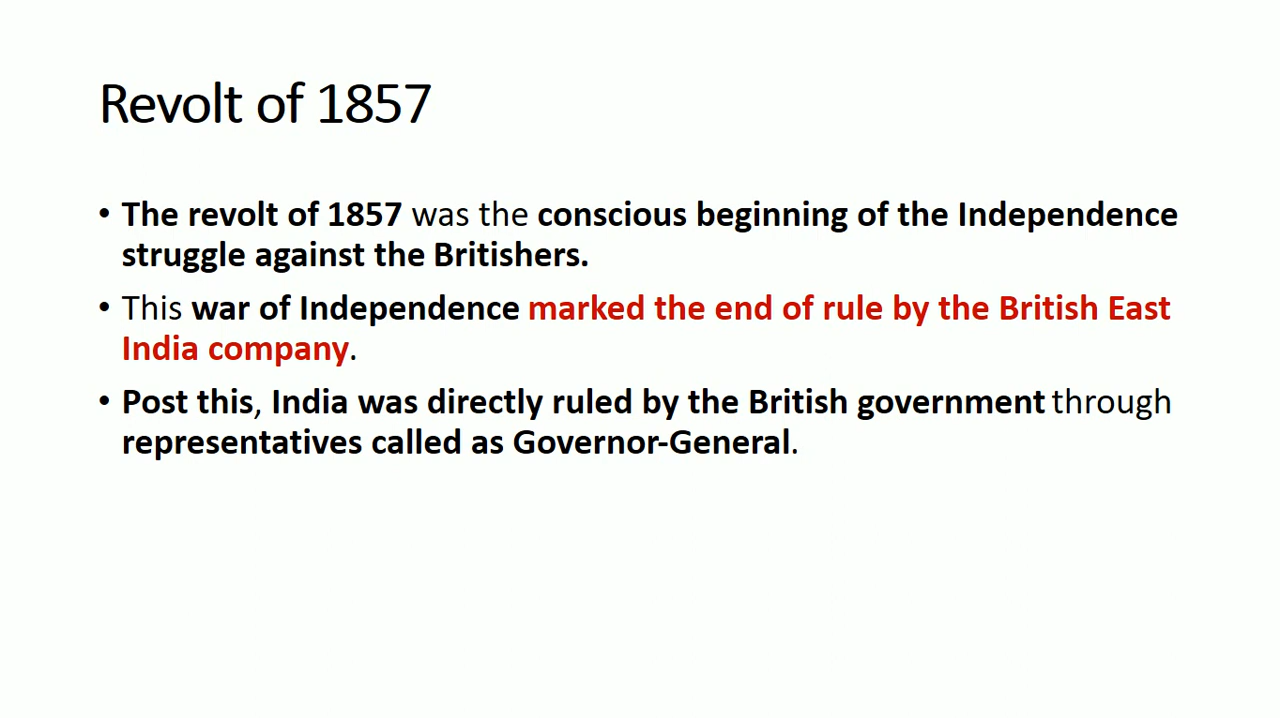 Revolt of 1857
• The revolt of 1857 was the conscious beginning of the Independence
struggle against the Britishers.
• This war of Independence marked the end of rule by the British East
India company.
• Post this, India was directly ruled by the British government through
representatives called as Governor-General.